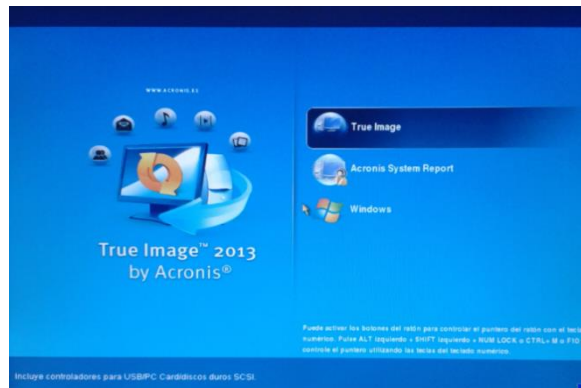 WWW.ACRONIS.ES
True Image™ 2013
by Acronis®
True Image
Acronis System Report
Windows
Puede activar los botones del ratón para controlar el puntero del ratón con el tecla
numérico. Pulse ALT izquierdo + SHIFT izquierdo + NUM LOCK o CTRL+ M o F10
controle el puntero utilizando las teclas del teclado numérico.
Incluye controladores para USB/PC Card/discos duros SCSI.